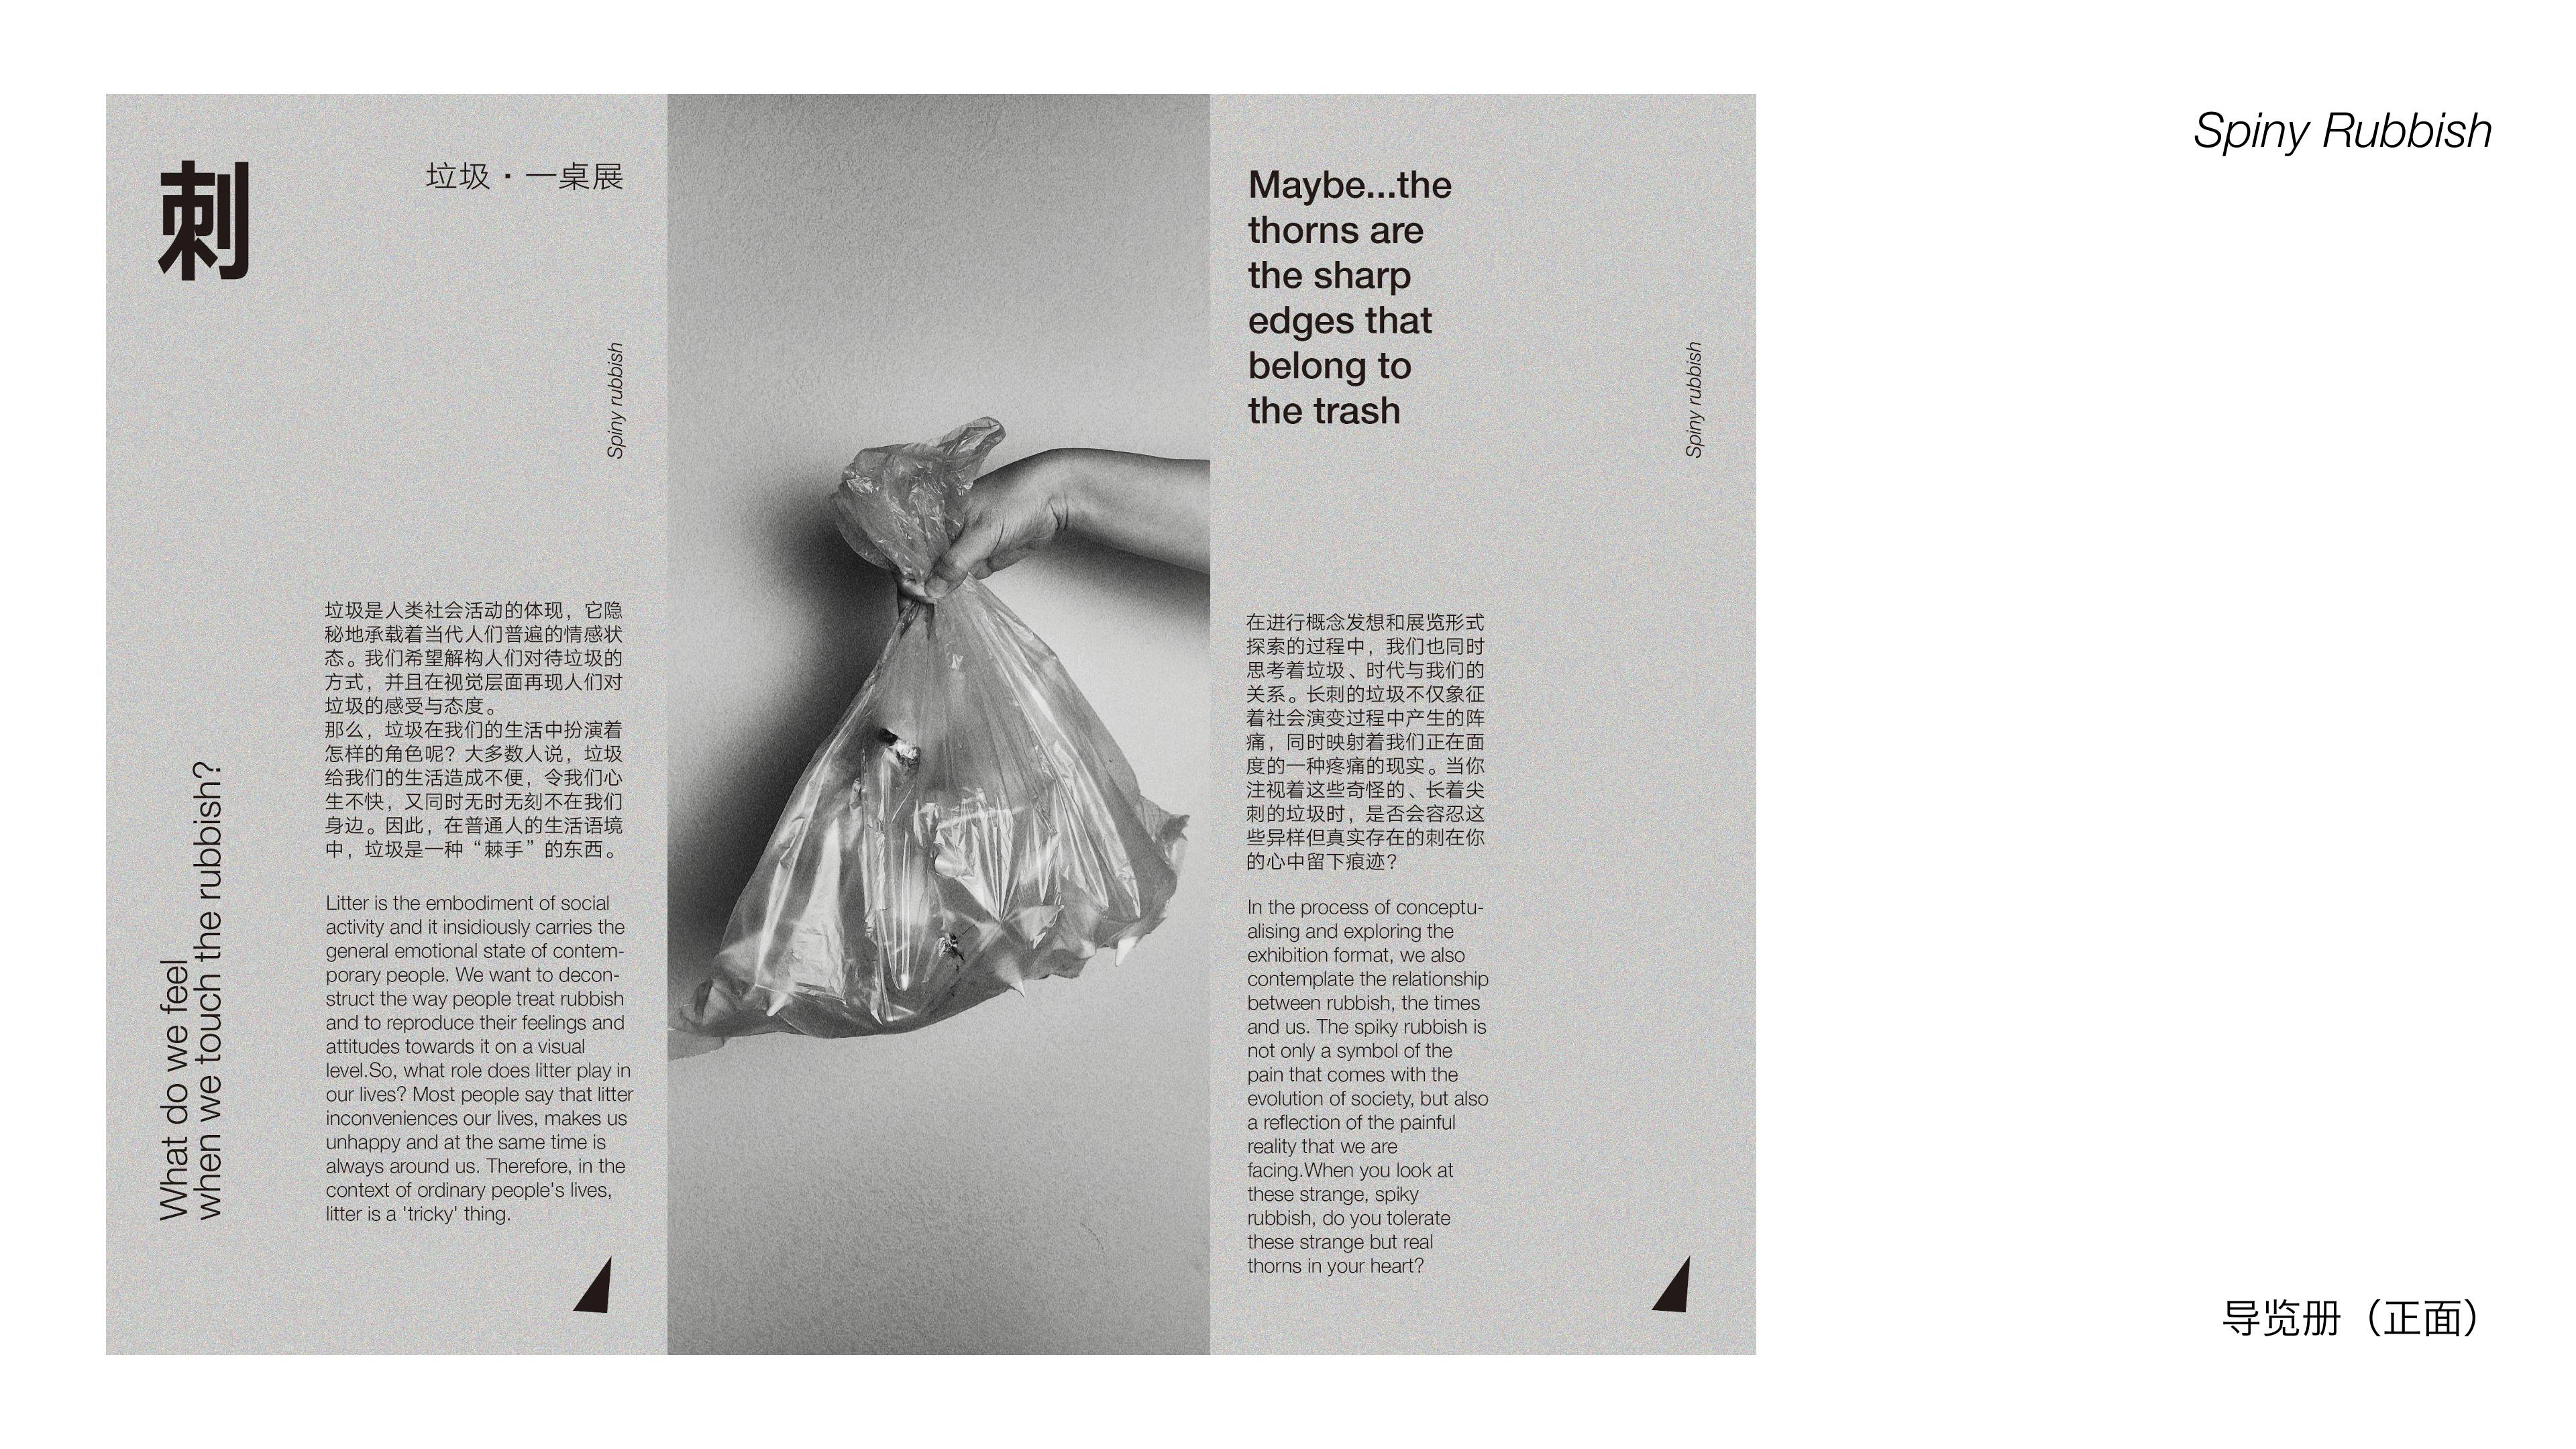 Spiny Rubbish
刺
垃圾·一桌展
Spiny rubbish
What do we feel
when we touch the rubbish?
垃圾是人类社会活动的体现，它隐
秘地承载着当代人们普遍的情感状
态。我们希望解构人们对待垃圾的
方式，并且在视觉层面再现人们对
垃圾的感受与态度。
那么，垃圾在我们的生活中扮演着
怎样的角色呢？大多数人说，垃圾
给我们的生活造成不便，令我们心
生不快，又同时无时无刻不在我们
身边。因此，在普通人的生活语境
中，垃圾是一种“棘手”的东西。
Litter is the embodiment of social
activity and it insidiously carries the
general emotional state of contem-
porary people. We want to decon-
struct the way people treat rubbish
and to reproduce their feelings and
attitudes towards it on a visual
level.So, what role does litter play in
our lives? Most people say that litter
inconveniences our lives, makes us
unhappy and at the same time is
always around us. Therefore, in the
context of ordinary people's lives,
litter is a 'tricky' thing.
Maybe...the
thorns are
the sharp
edges that
belong to
the trash
Spiny rubbish
在进行概念发想和展览形式
探索的过程中，我们也同时
思考着垃圾、时代与我们的
关系。长刺的垃圾不仅象征
着社会演变过程中产生的阵
痛，同时映射着我们正在面
度的一种疼痛的现实。当你
注视着这些奇怪的、长着尖
刺的垃圾时，是否会容忍这
些异样但真实存在的刺在你
的心中留下痕迹？
In the process of conceptu-
alising and exploring the
exhibition format, we also
contemplate the relationship
between rubbish, the times
and us. The spiky rubbish is
not only a symbol of the
pain that comes with the
evolution of society, but also
a reflection of the painful
reality that we are
facing.When you look at
these strange, spiky
rubbish, do you tolerate
these strange but real
thorns in your heart?
导览册（正面）